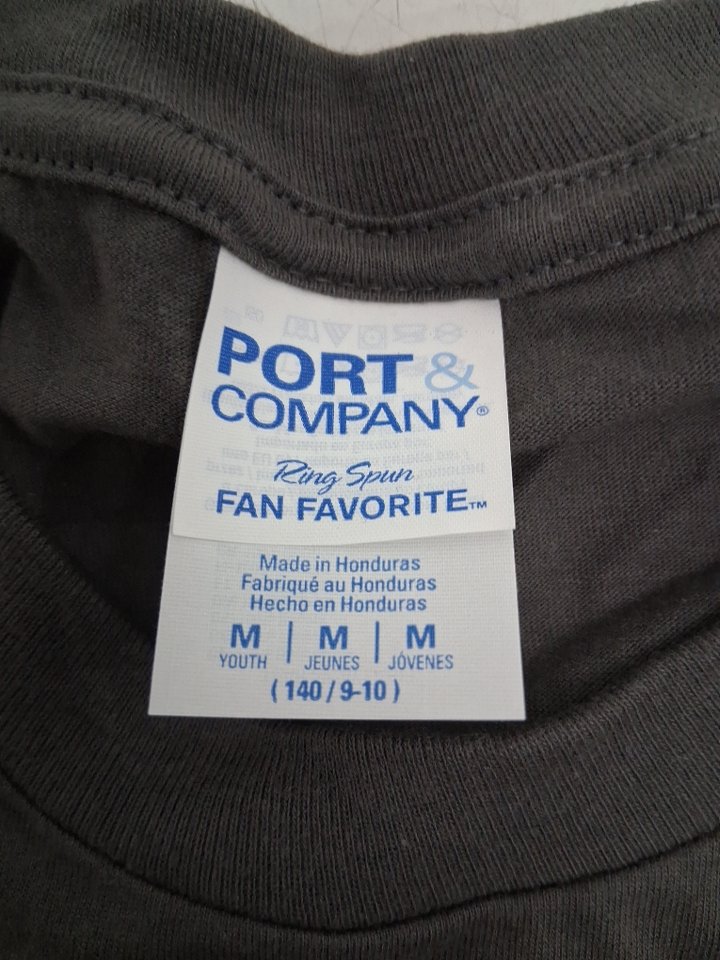 PORT &
COMPANY®
Ring Spun
FAN FAVORITE™
Made in Honduras
Fabriqué au Honduras
Hecho en Honduras
M | M | M
YOUTH JEUNES JÓVENES
(140/9-10)